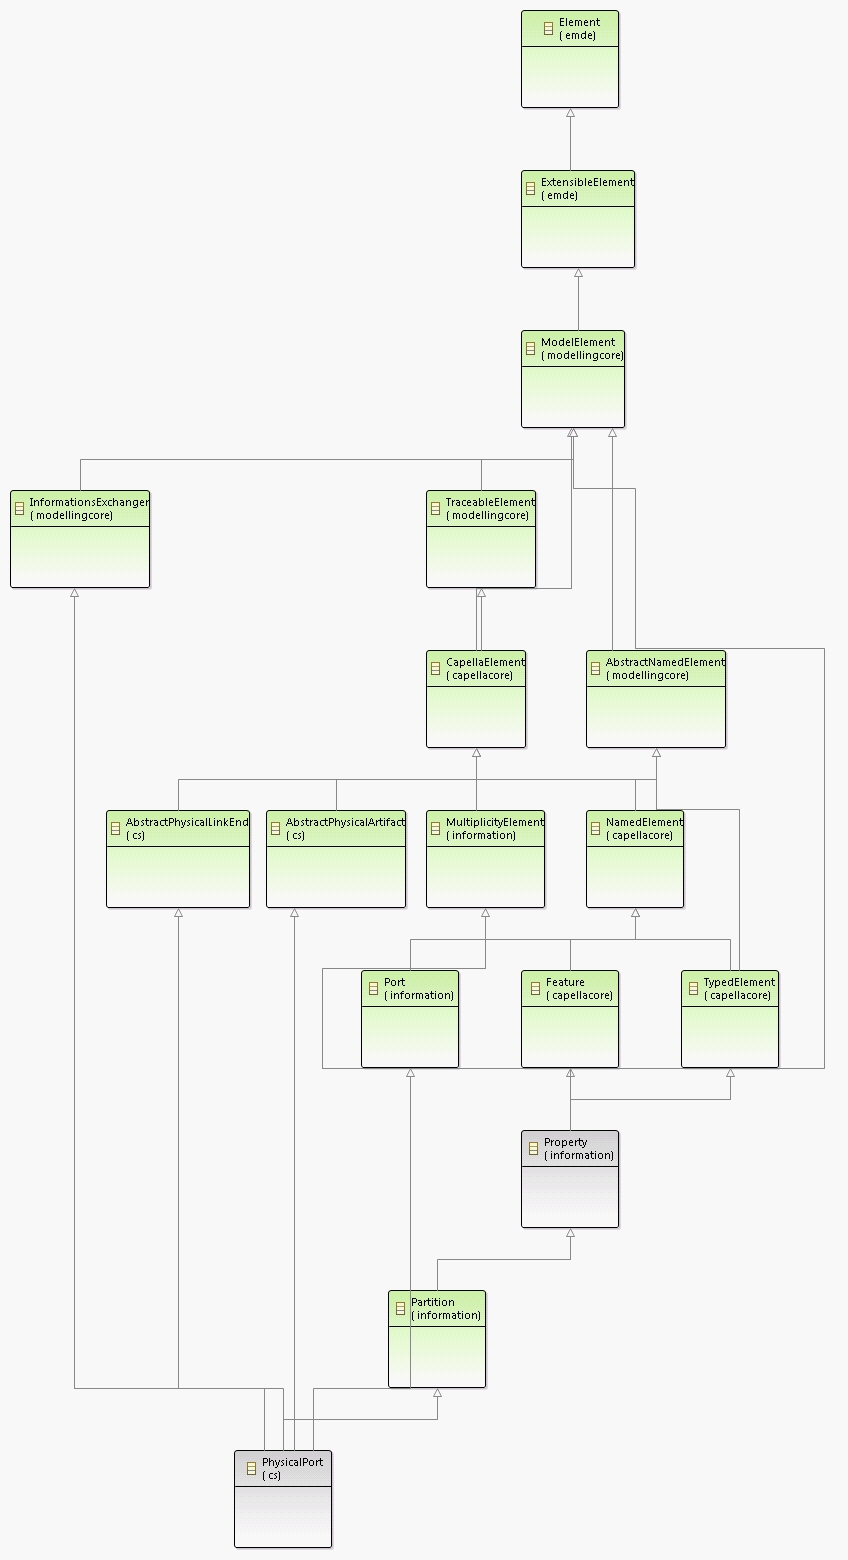 Element
( emde)
ExtensibleElement
( emde)
ModelElement
( modellingcore)
InformationsExchanger
( modellingcore)
TraceableElement
( modellingcore)
CapellaElement
( capellacore)
AbstractNamedElement
( modellingcore)
AbstractPhysicalLinkEnd
( cs)
AbstractPhysicalArtifact
( cs)
MultiplicityElement
( information)
NamedElement
( capellacore)
Port
( information)
Feature
( capellacore)
TypedElement
( capellacore)
Property
( information)
Partition
( information)
PhysicalPort
( cs)